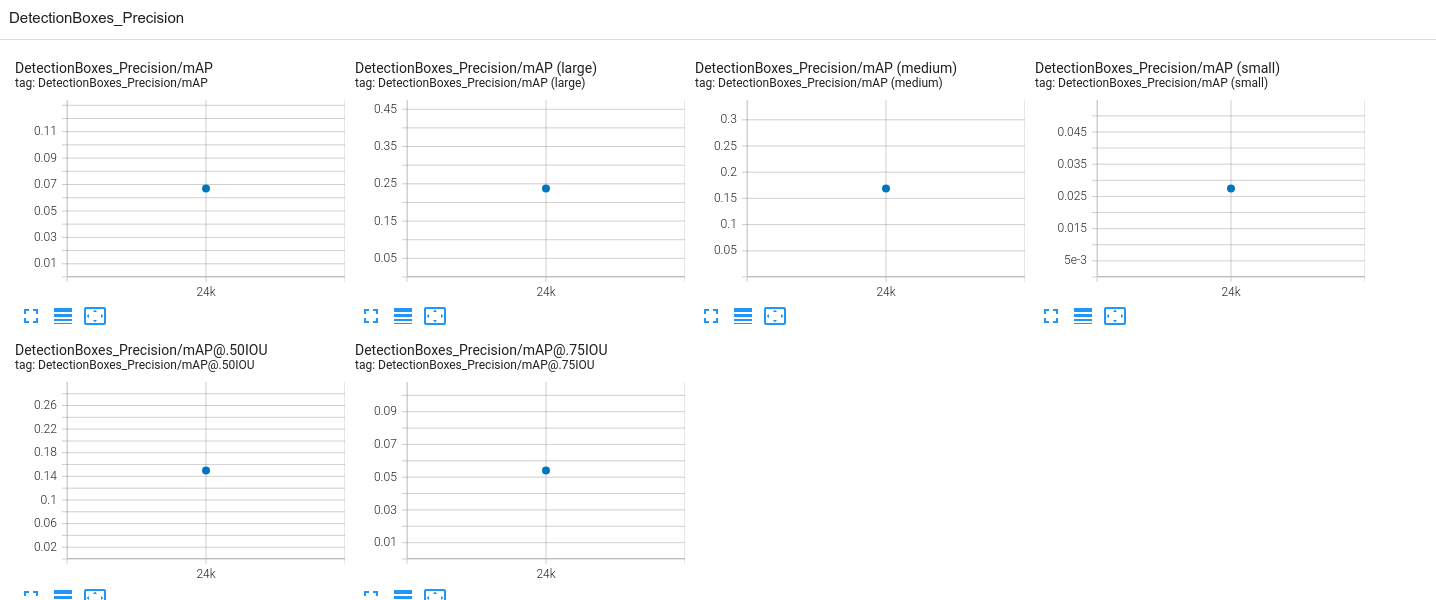 DetectionBoxes_Precision
DetectionBoxes_Precision/mAP
tag: DetectionBoxes_Precision/mAP
0.11
0.09
0.07
0.05
0.03
0.01
24k
DetectionBoxes_Precision/mAP (large)
tag: DetectionBoxes_Precision/mAP (large)
0.45
0.35
0.25
0.15
0.05
24k
DetectionBoxes_Precision/mAP (medium)
tag: DetectionBoxes_Precision/mAP (medium)
0.3
0.25
0.2
0.15
0.1
0.05
24k
DetectionBoxes_Precision/mAP (small)
tag: DetectionBoxes_Precision/mAP (small)
0.045
0.035
0.025
0.015
5e-3
24k
DetectionBoxes_Precision/mAP@.50IOU
tag: DetectionBoxes_Precision/mAP@.50IOU
0.26
0.22
0.18
0.14
0.1
0.06
0.02
24k
DetectionBoxes_Precision/mAP@.75IOU
tag: DetectionBoxes_Precision/mAP@.75IOU
0.09
0.07
0.05
0.03
0.01
24k